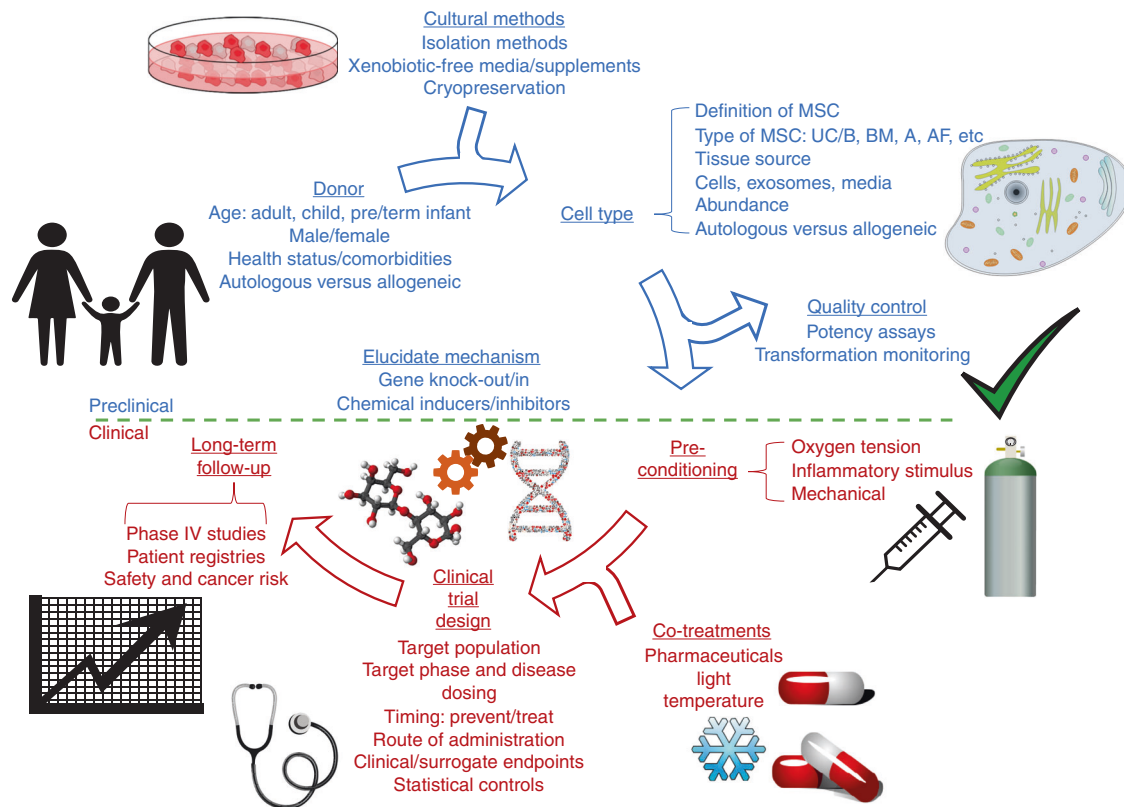 Cultural methods
Isolation methods
Xenobiotic-free media/supplements
Cryopreservation
Donor
Age: adult, child, pre/term infant
Male/female
Health status/comorbidities
Autologous versus allogeneic
Cell type
Definition of MSC
Type of MSC: UC/B, BM, A, AF, etc
Tissue source
Cells, exosomes, media
Abundance
Autologous versus allogeneic
Quality control
Potency assays
Transformation monitoring
Elucidate mechanism
Gene knock-out/in
Chemical inducers/inhibitors
Preclinical
Clinical
Long-term
follow-up
Phase IV studies
Patient registries
Safety and cancer risk
Pre-
conditioning
Oxygen tension
Inflammatory stimulus
Mechanical
Clinical
trial
design
Target population
Target phase and disease
dosing
Timing: prevent/treat
Route of administration
Clinical/surrogate endpoints
Statistical controls
Co-treatments
Pharmaceuticals
light
temperature